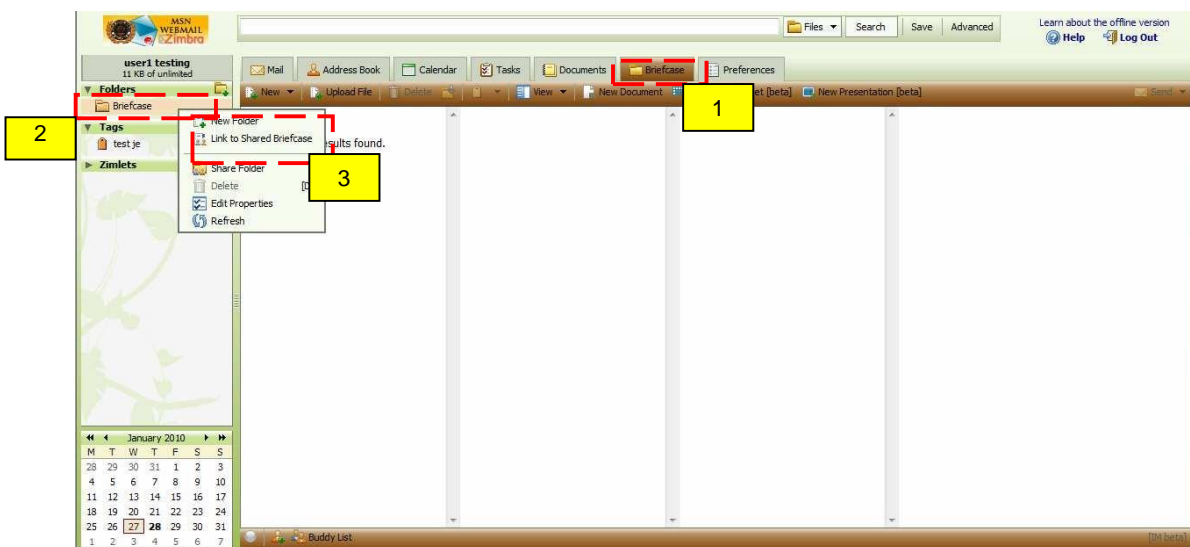 MSN
WEBMAIL
Zimbra
Files Search Save Advanced
Learn about the offline version
Help Log Out
user1 testing
11 KB of unlimited
Mail Address Book Calendar Tasks Documents Briefcase Preferences
New Upload File Delete View New Document et [beta] New Presentation [beta] Send
Folders
Briefcase
1
2
Tags
test je
Zimlets
New Folder
Link to Shared Briefcase
esults found.
Share Folder
Delete [D
3
Edit Properties
Refresh
January 2010
M T W T F S S
28 29 30 31 1 2 3
4 5 6 7 8 9 10
11 12 13 14 15 16 17
18 19 20 21 22 23 24
25 26 27 28 29 30 31
1 2 3 4 5 6 7
Buddy List [IM beta]